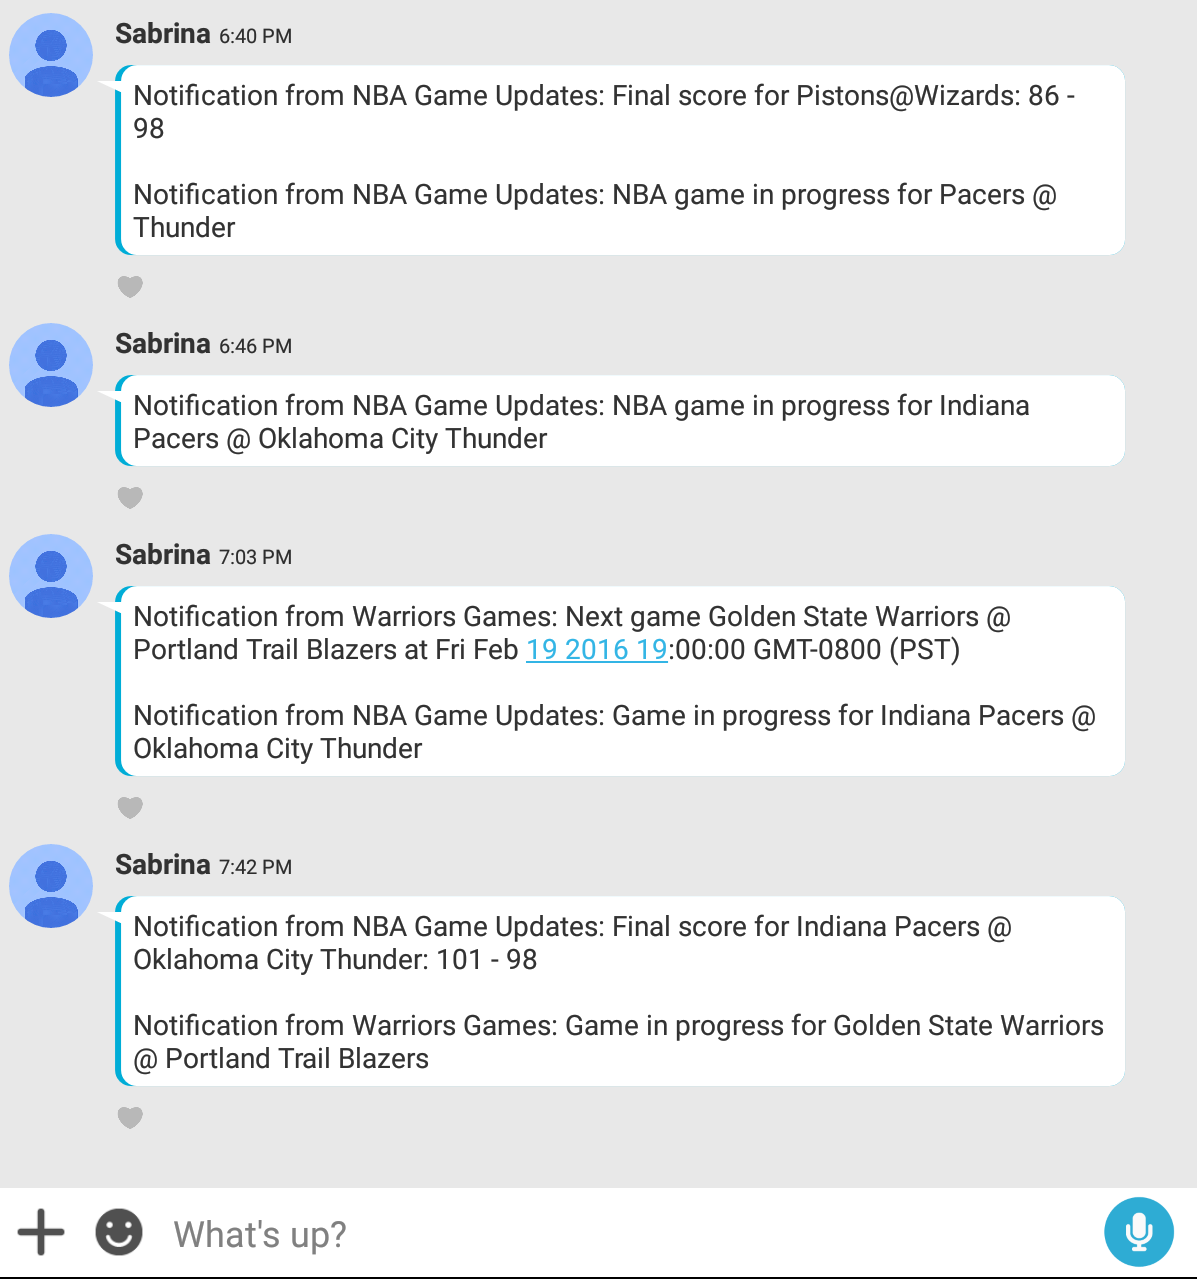 Sabrina 6:40 PM
Notification from NBA Game Updates: Final score for Pistons@Wizards: 86 -
98
Notification from NBA Game Updates: NBA game in progress for Pacers @
Thunder
Sabrina 6:46 PM
Notification from NBA Game Updates: NBA game in progress for Indiana
Pacers @ Oklahoma City Thunder
Sabrina 7:03 PM
Notification from Warriors Games: Next game Golden State Warriors @
Portland Trail Blazers at Fri Feb 19 2016 19:00:00 GMT-0800 (PST)
Notification from NBA Game Updates: Game in progress for Indiana Pacers @
Oklahoma City Thunder
Sabrina 7:42 PM
Notification from NBA Game Updates: Final score for Indiana Pacers @
Oklahoma City Thunder: 101 - 98
Notification from Warriors Games: Game in progress for Golden State Warriors
@ Portland Trail Blazers
What's up?